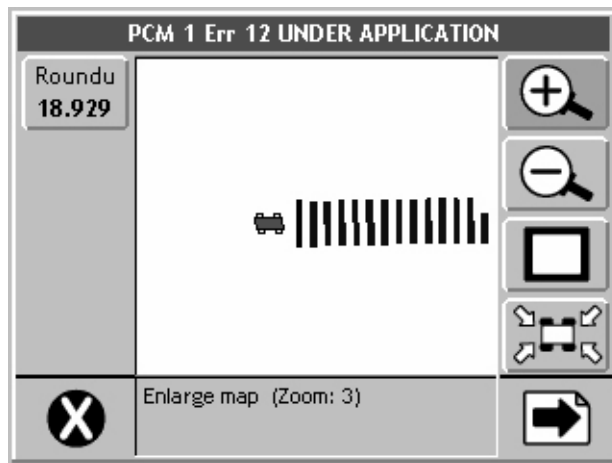 PCM 1 Err 12 UNDER APPLICATION
Roundu
18.929
Enlarge map (Zoom: 3)